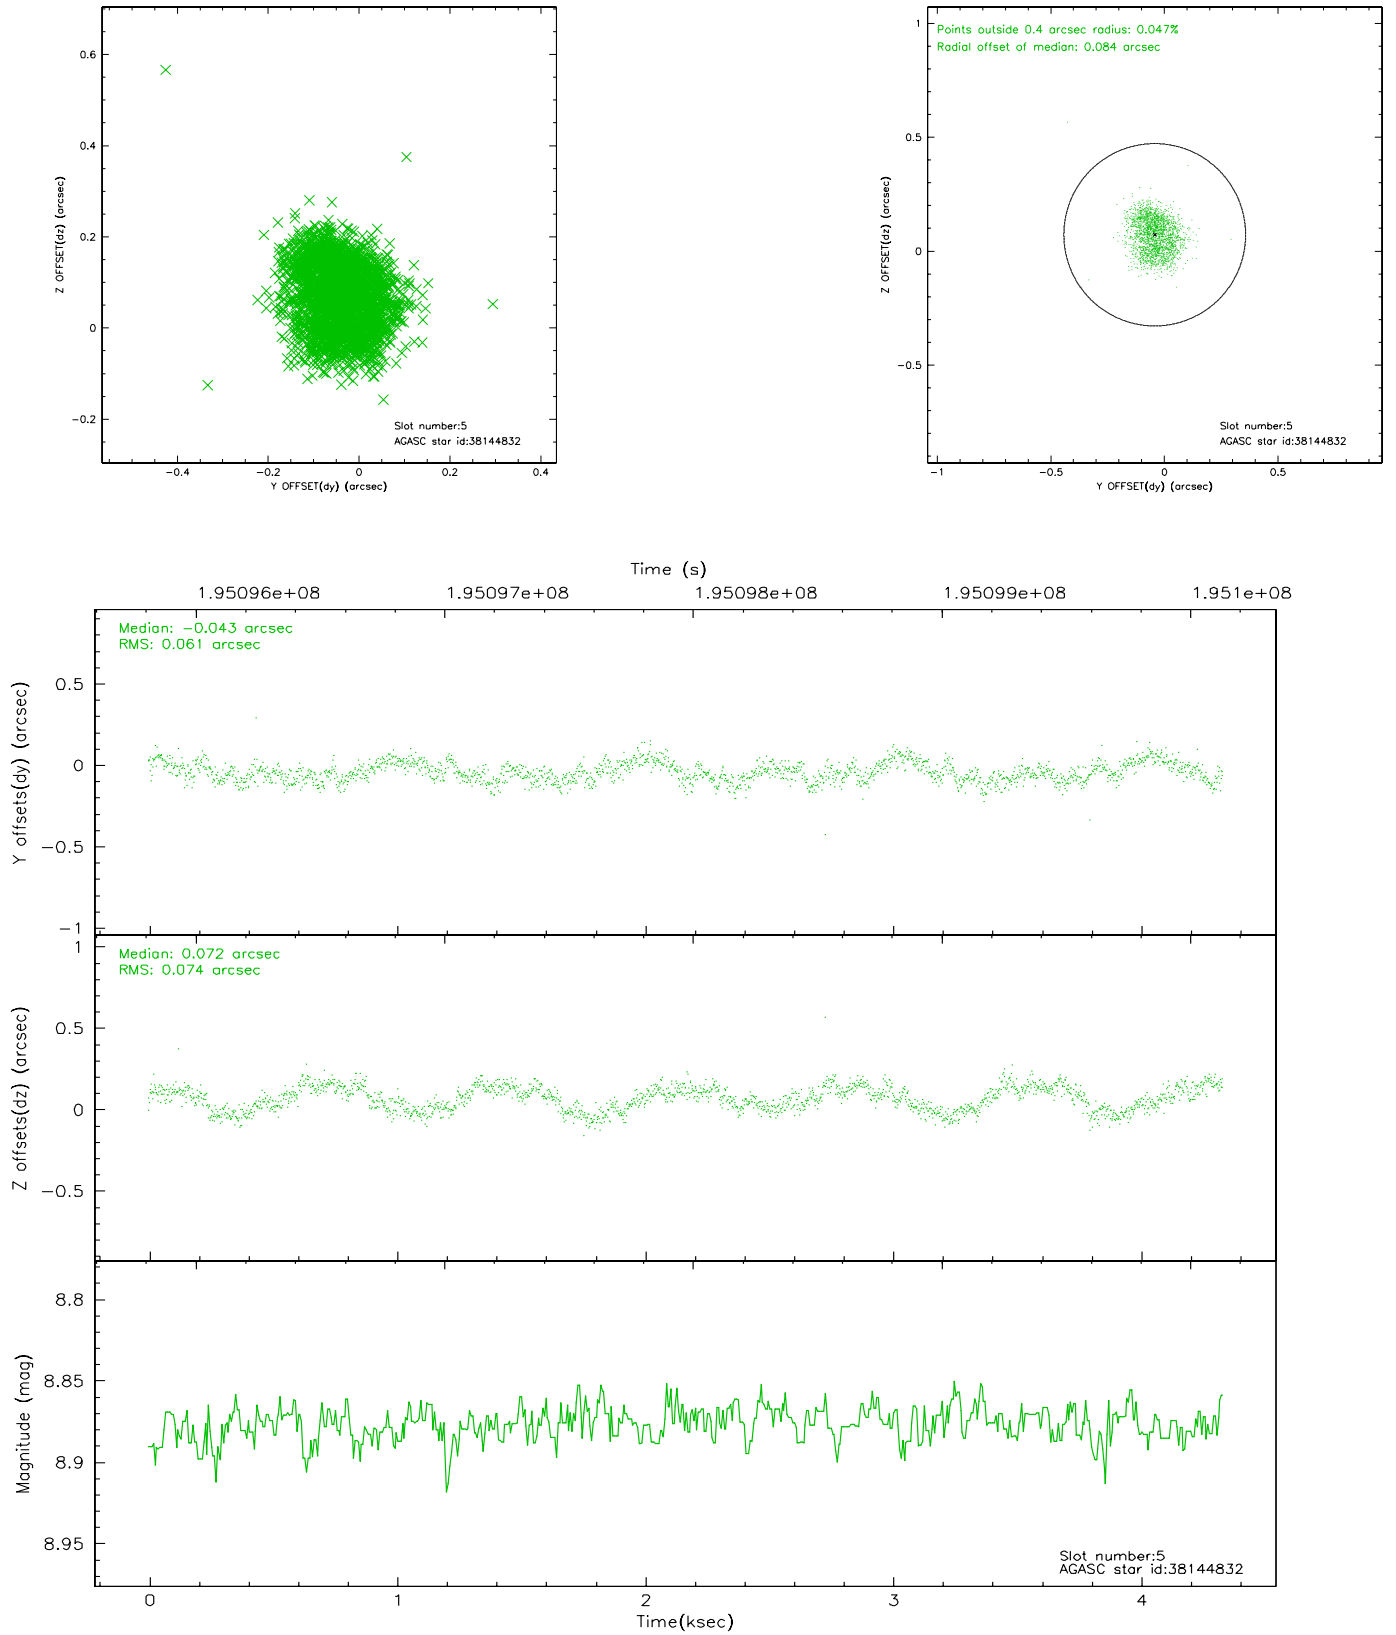 0.6
0.4
0.2
0
−0.2
Z OFFSET(dz) (arcsec)
Slot number:5
AGASC star id:38144832
−0.4 −0.2 0 0.2 0.4
Y OFFSET(dy) (arcsec)
Points outside 0.4 arcsec radius: 0.047%
Radial offset of median: 0.084 arcsec
1
0.5
0
−0.5
Z OFFSET(dz) (arcsec)
Slot number:5
AGASC star id:38144832
−1 −0.5 0 0.5
Y OFFSET(dy) (arcsec)
Time (s)
1.95096e+08 1.95097e+08 1.95098e+08 1.95099e+08 1.951e+08
Median: −0.043 arcsec
RMS: 0.061 arcsec
0.5
0
−0.5
−1
Y offsets(dy) (arcsec)
Median: 0.072 arcsec
RMS: 0.074 arcsec
1
0.5
0
−0.5
Z offsets(dz) (arcsec)
8.8
8.85
8.9
8.95
Magnitude (mag)
Slot number:5
AGASC star id:38144832
0 1 2 3 4
Time(ksec)